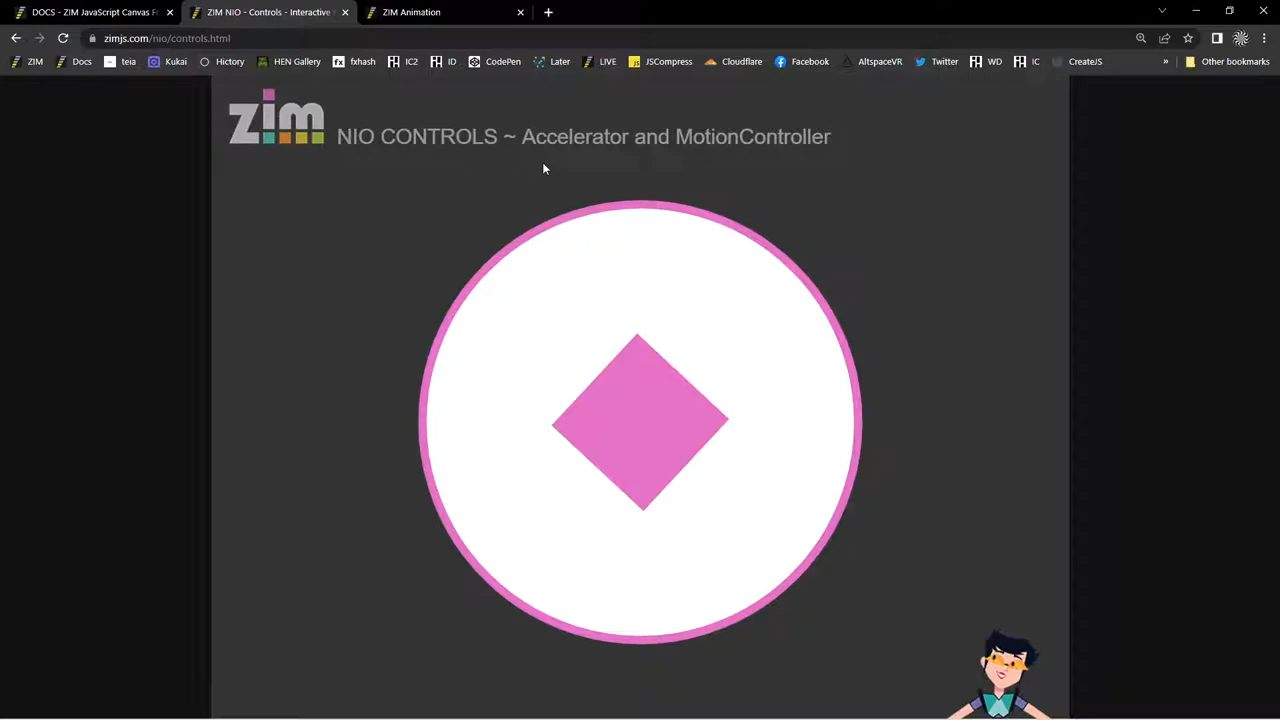 DOCS - ZIM JavaScript Canvas F
ZIM NIO - Controls - Interactive
ZIM Animation
zimjs.com/nio/controls.html
ZIM
Docs
teia
Kukai
Hictory
HEN Gallery
fxhash
IC2
ID
CodePen
Later
LIVE
JSCompress
Cloudflare
Facebook
AltspaceVR
Twitter
WD
IC
CreateJS
»
Other bookmarks
zim
NIO CONTROLS ~ Accelerator and MotionController